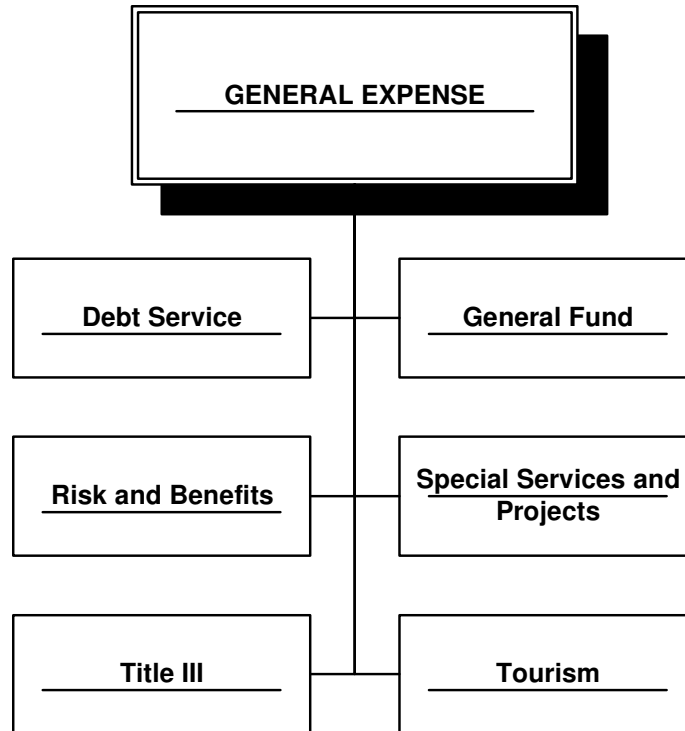 GENERAL EXPENSE
Debt Service
General Fund
Risk and Benefits
Special Services and
Projects
Title III
Tourism